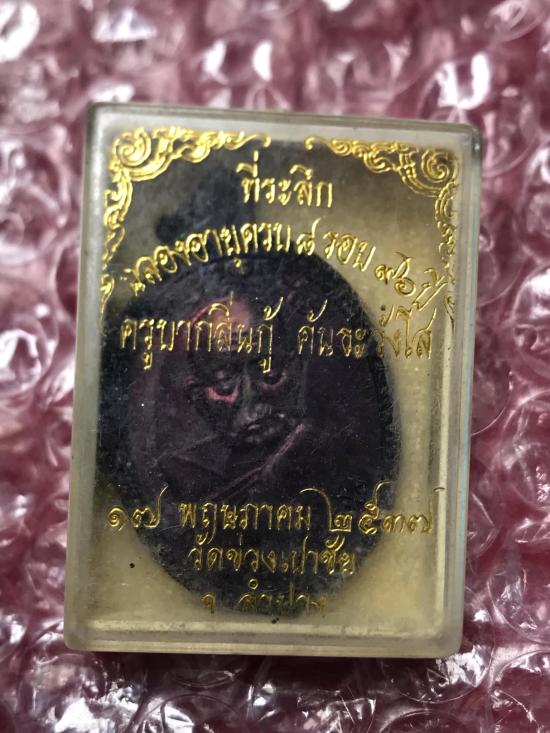 ที่ระลึก
ฉลองอายุครบ ๘ รอบ ๙๖ ปี
ครูบากลิ่นกู้ คันธะรังโส
๑๗ พฤษภาคม ๒๕๓๗
วัดช่วงเปาชัย
จ. ลำปาง